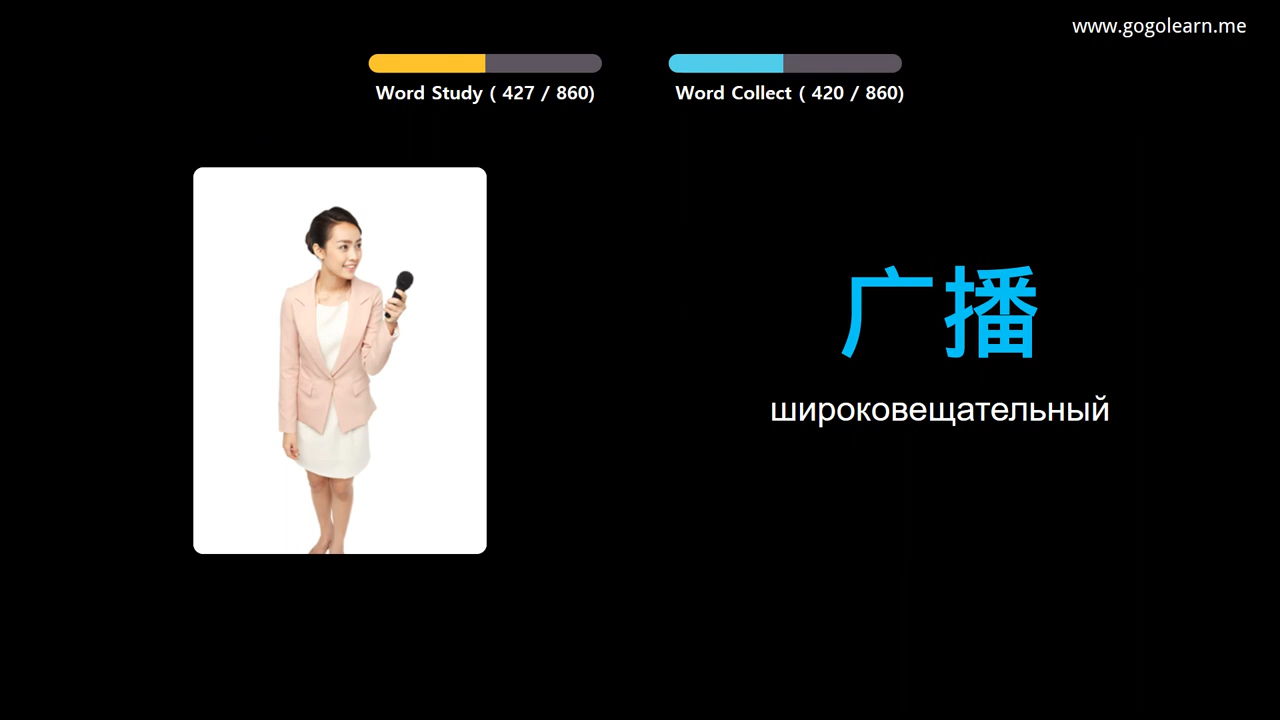 www.gogolearn.me
Word Study ( 427 / 860)
Word Collect ( 420 / 860)
广播
широковещательный